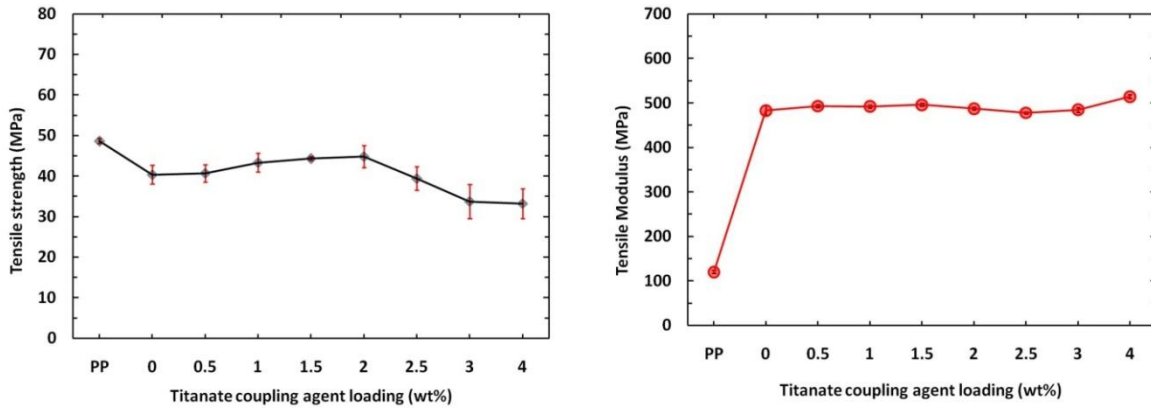 80
70
60
50
40
30
20
10
0
Tensile strength (MPa)
PP 0 0.5 1 1.5 2 2.5 3 4
Titanate coupling agent loading (wt%)
700
600
500
400
300
200
100
0
Tensile Modulus (MPa)
PP 0 0.5 1 1.5 2 2.5 3 4
Titanate coupling agent loading (wt%)